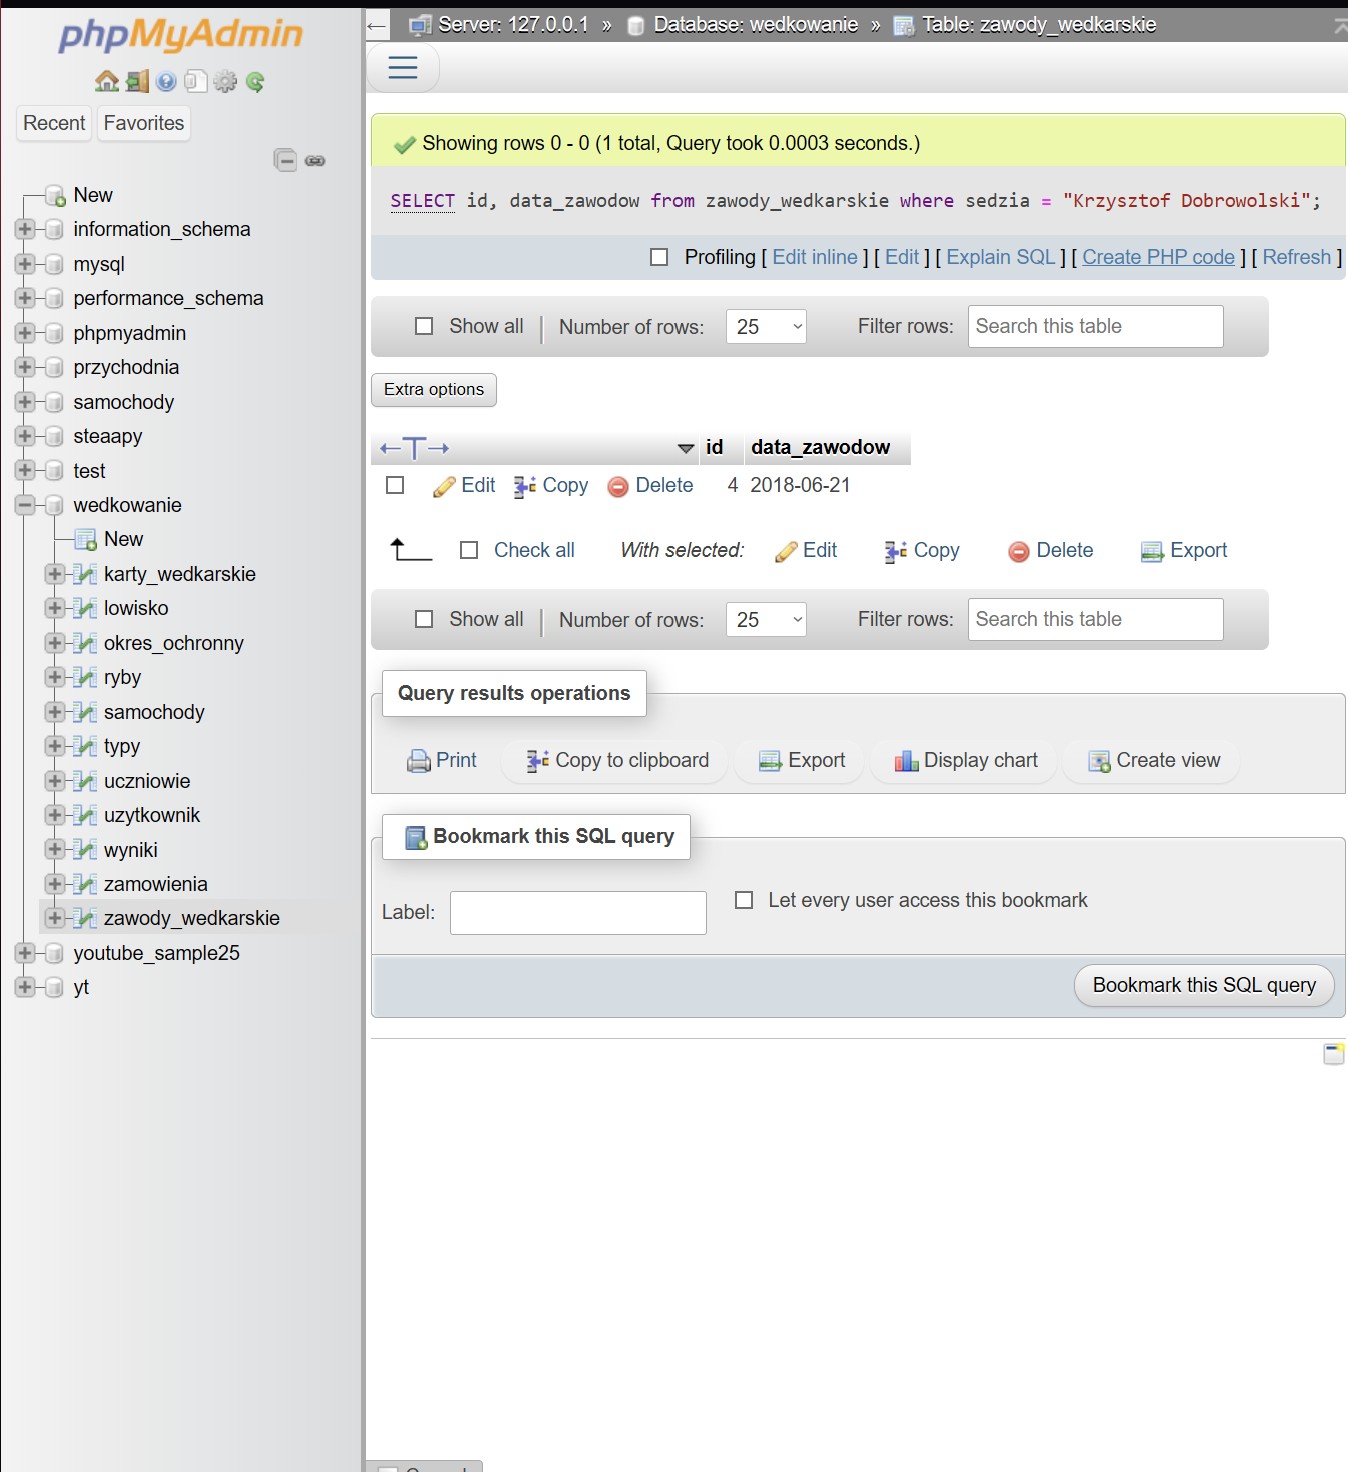 phpMyAdmin
Recent Favorites
New
information_schema
mysql
performance_schema
phpmyadmin
przychodnia
samochody
steaapy
test
wedkowanie
New
karty_wedkarskie
lowisko
okres_ochronny
ryby
samochody
typy
uczniowie
uzytkownik
wyniki
zamowienia
zawody_wedkarskie
youtube_sample25
yt
Server: 127.0.0.1 » Database: wedkowanie » Table: zawody_wedkarskie
Showing rows 0 - 0 (1 total, Query took 0.0003 seconds.)
SELECT id, data_zawodow from zawody_wedkarskie where sedzia = "Krzysztof Dobrowolski";
Profiling [ Edit inline ] [ Edit ] [ Explain SQL ] [ Create PHP code ] [ Refresh ]
Show all | Number of rows: 25 Filter rows: Search this table
Extra options
←T→ id data_zawodow
Edit Copy Delete 4 2018-06-21
Check all With selected: Edit Copy Delete Export
Show all | Number of rows: 25 Filter rows: Search this table
Query results operations
Print Copy to clipboard Export Display chart Create view
Bookmark this SQL query
Label: Let every user access this bookmark
Bookmark this SQL query